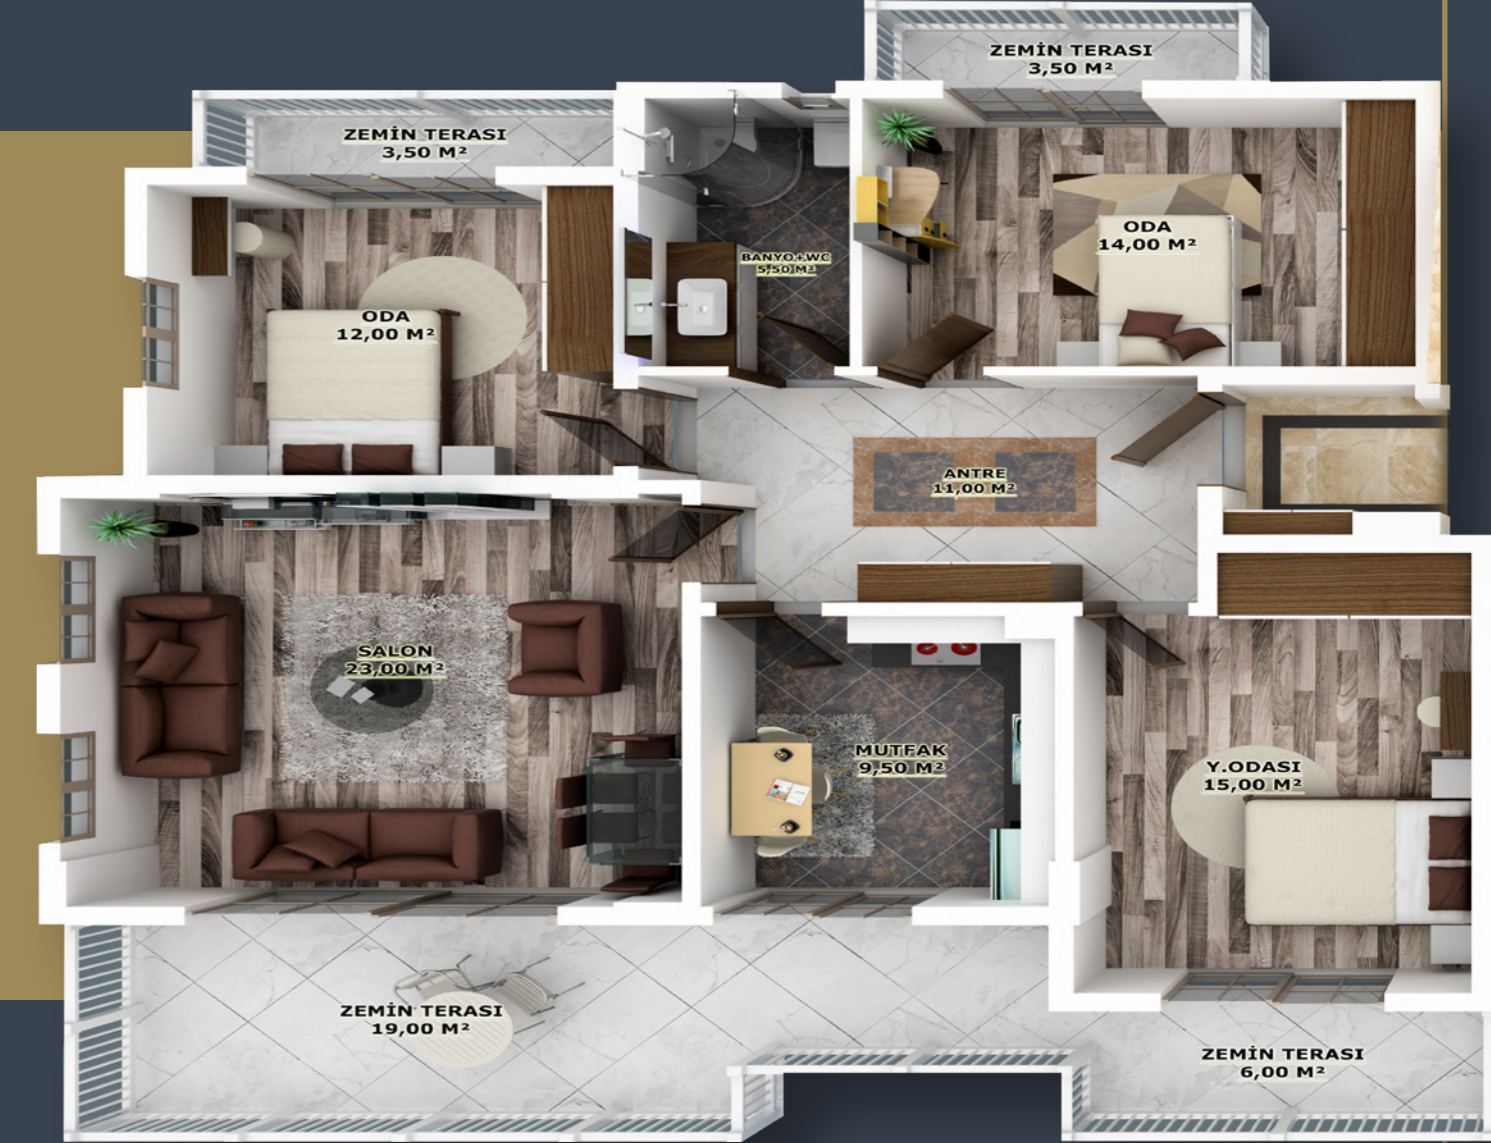 ZEMİN TERASI
3,50 M²
ZEMİN TERASI
3,50 M²
ODA
14,00 M²
BANYO+WC
5,50 M²
ODA
12,00 M²
ANTRE
11,00 M²
SALON
23,00 M²
MUTFAK
9,50 M²
Y.ODASI
15,00 M²
ZEMİN TERASI
19,00 M²
ZEMİN TERASI
6,00 M²